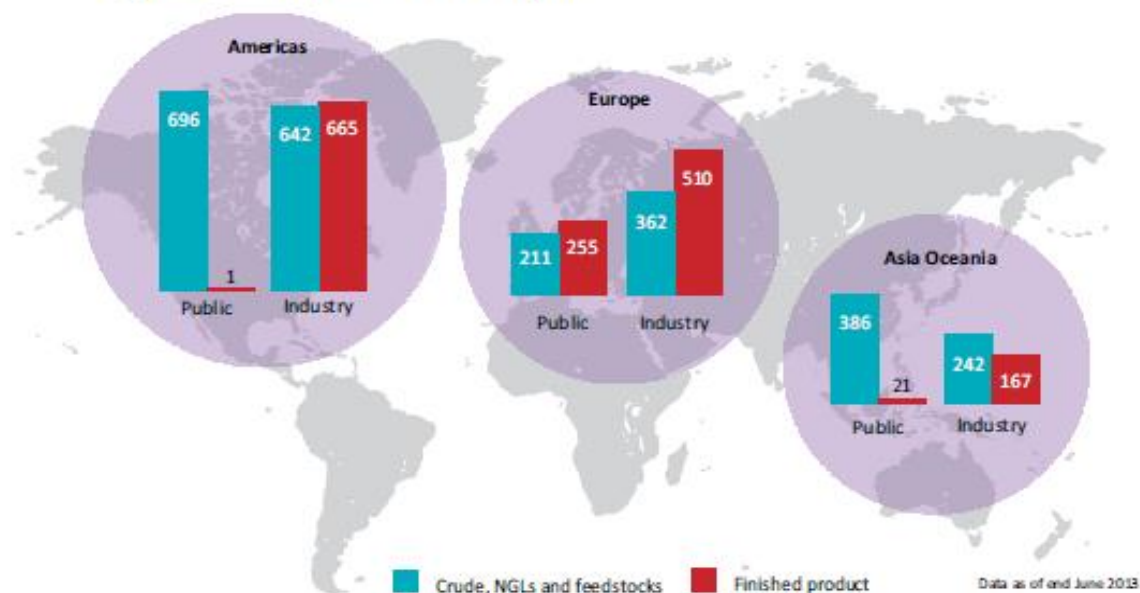 Americas
696
1
642
665
Public
Industry
Europe
211
255
362
510
Public
Industry
Asia Oceania
386
21
242
167
Public
Industry
Crude, NGLs and feedstocks
Finished product
Data as of end June 2013